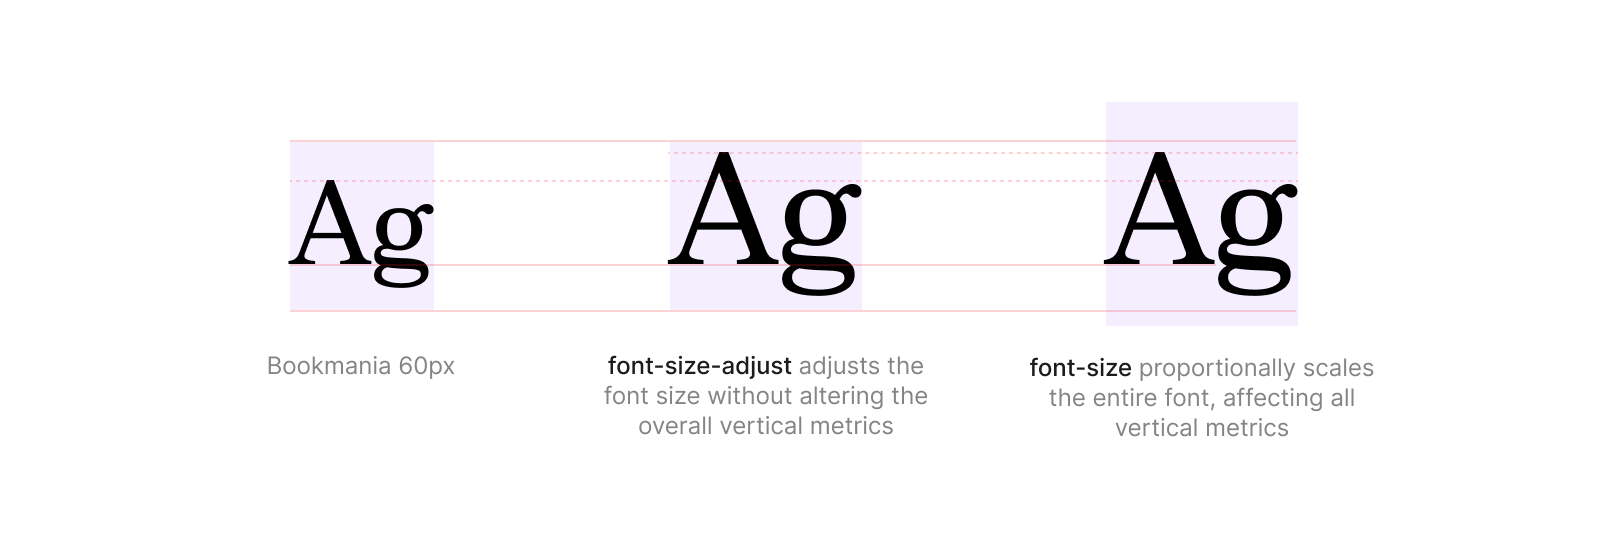 Ag
Ag
Ag
Bookmania 60px
font-size-adjust adjusts the
font size without altering the
overall vertical metrics
font-size proportionally scales
the entire font, affecting all
vertical metrics